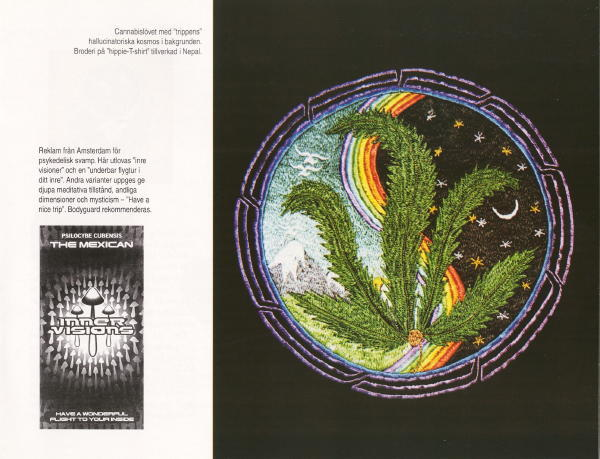 Cannabislövet med "trippens"
hallucinatoriska kosmos i bakgrunden.
Broderi på "hippie-T-shirt" tillverkad i Nepal.
Reklam från Amsterdam för
psykedelisk svamp. Här utlovas "inre
visioner" och en "underbar flygtur i
ditt inre". Andra varianter uppges ge
djupa meditativa tillstånd, andliga
dimensioner och mysticism – "Have a
nice trip". Bodyguard rekommenderas.
PSILOCYBE CUBENSIS
THE MEXICAN
INNER
VISIONS
HAVE A WONDERFUL
FLIGHT TO YOUR INSIDE